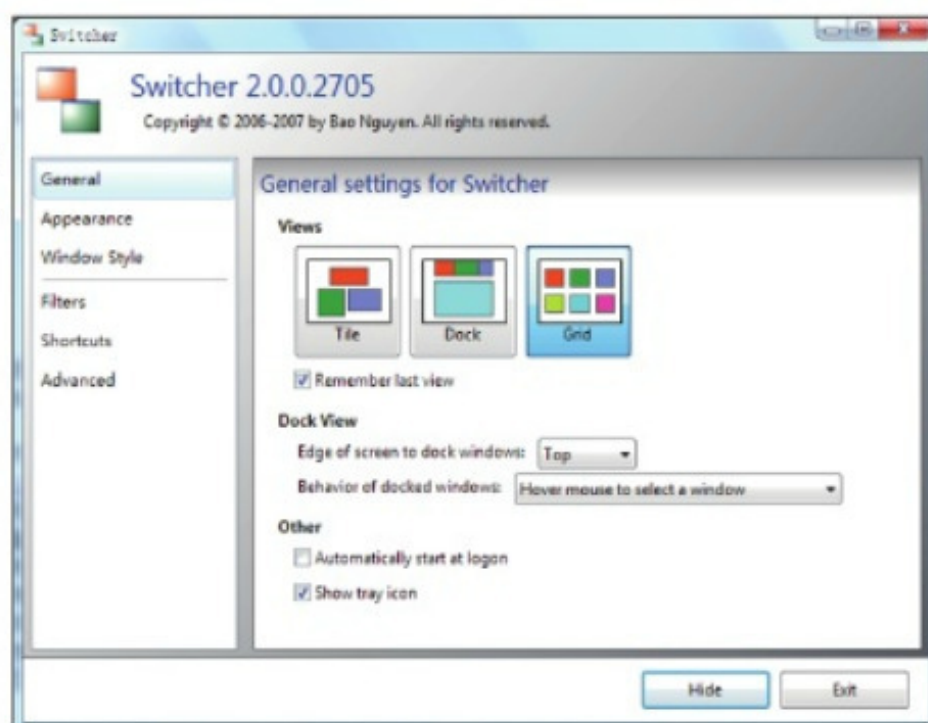 Switcher
Switcher 2.0.0.2705
Copyright © 2006-2007 by Bao Nguyen. All rights reserved.
General
Appearance
Window Style
Filters
Shortcuts
Advanced
General settings for Switcher
Views
Tile
Dock
Grid
Remember last view
Dock View
Edge of screen to dock windows: Top
Behavior of docked windows: Hover mouse to select a window
Other
Automatically start at logon
Show tray icon
Hide
Exit